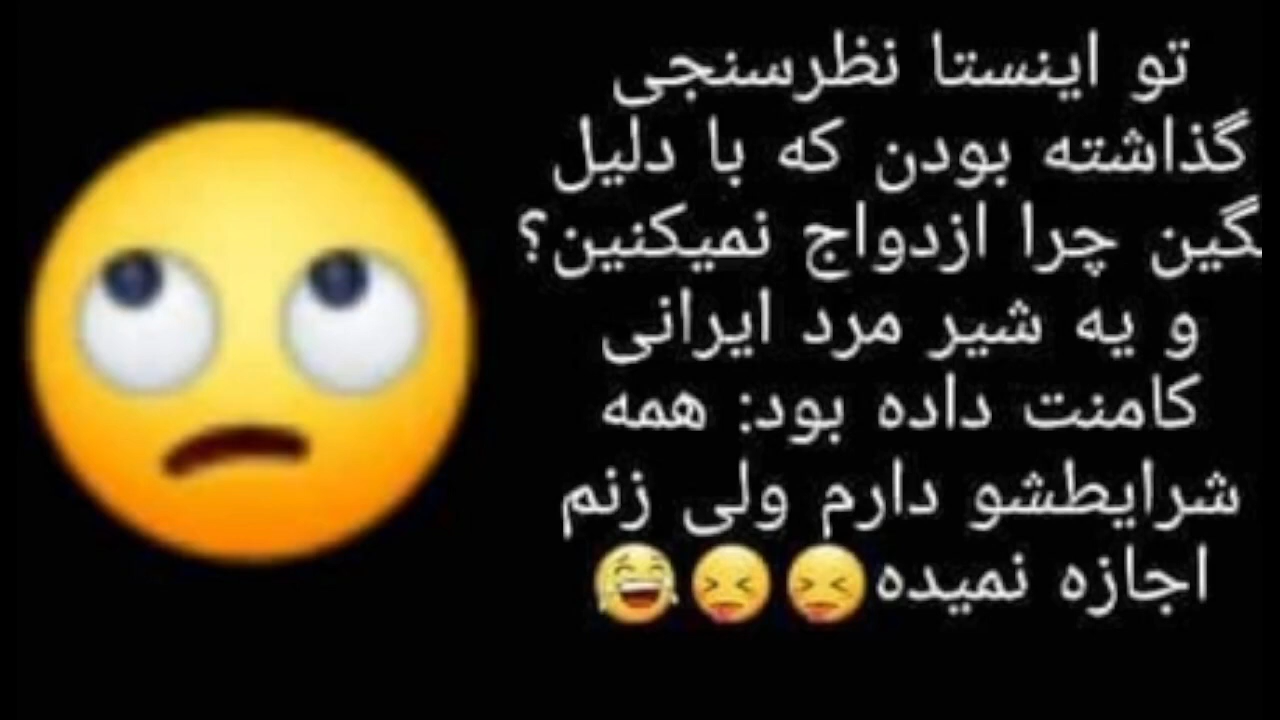 تو اینستا نظرسنجی
گذاشته بودن که با دلیل
بگین چرا ازدواج نمیکنین؟
و یه شیر مرد ایرانی
کامنت داده بود: همه
شرایطشو دارم ولی زنم
اجازه نمیده😝😝😂